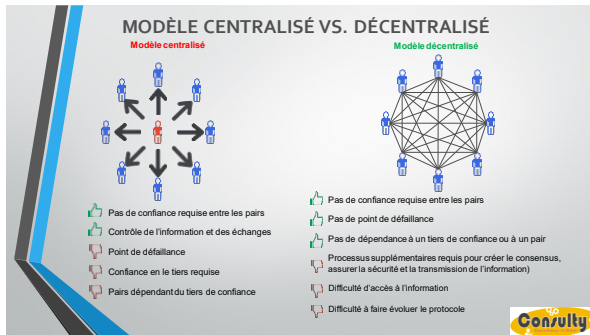 MODÈLE CENTRALISÉ VS. DÉCENTRALISÉ
Modèle centralisé
Pas de confiance requise entre les pairs
Contrôle de l'information et des échanges
Point de défaillance
Confiance en le tiers requise
Pairs dépendant du tiers de confiance
Modèle décentralisé
Pas de confiance requise entre les pairs
Pas de point de défaillance
Pas de dépendance à un tiers de confiance ou à un pair
Processus supplémentaires requis pour créer le consensus,
assurer la sécurité et la transmission de l'information)
Difficulté d'accès à l'information
Difficulté à faire évoluer le protocole
Consulty